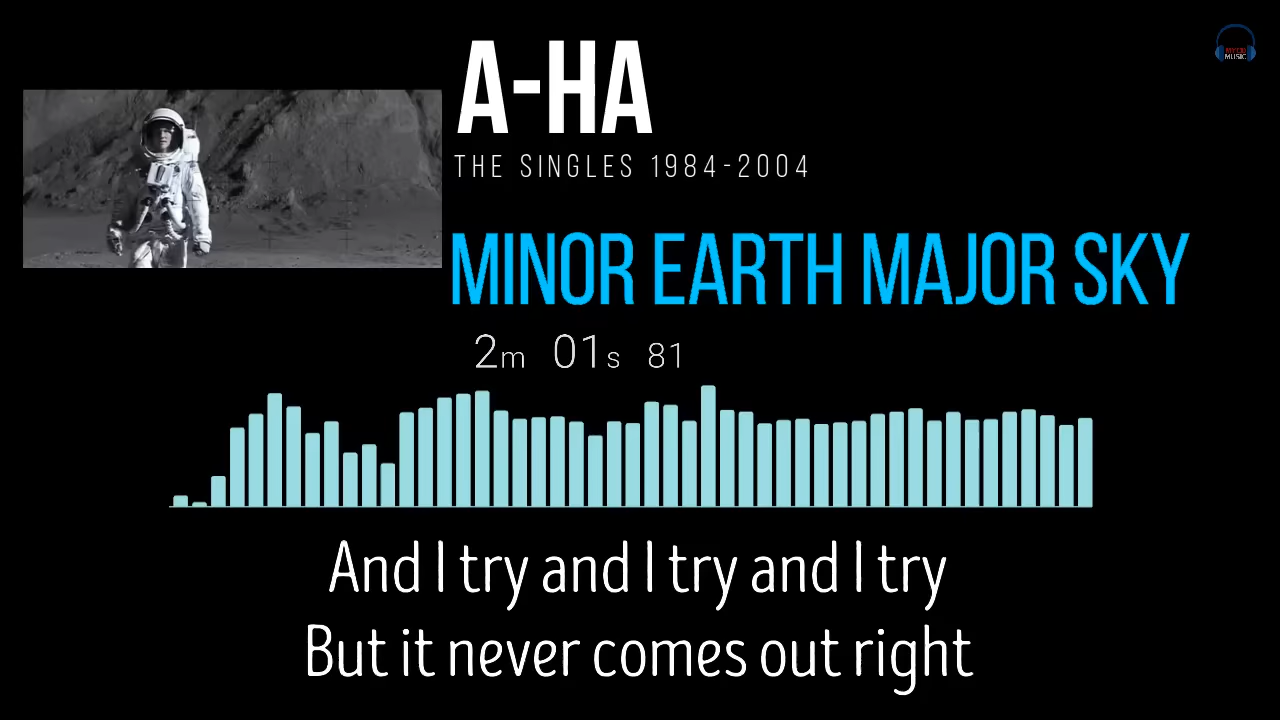 A-HA
THE SINGLES 1984-2004
MINOR EARTH MAJOR SKY
2m 01s 81
And I try and I try and I try
But it never comes out right
MUSIC